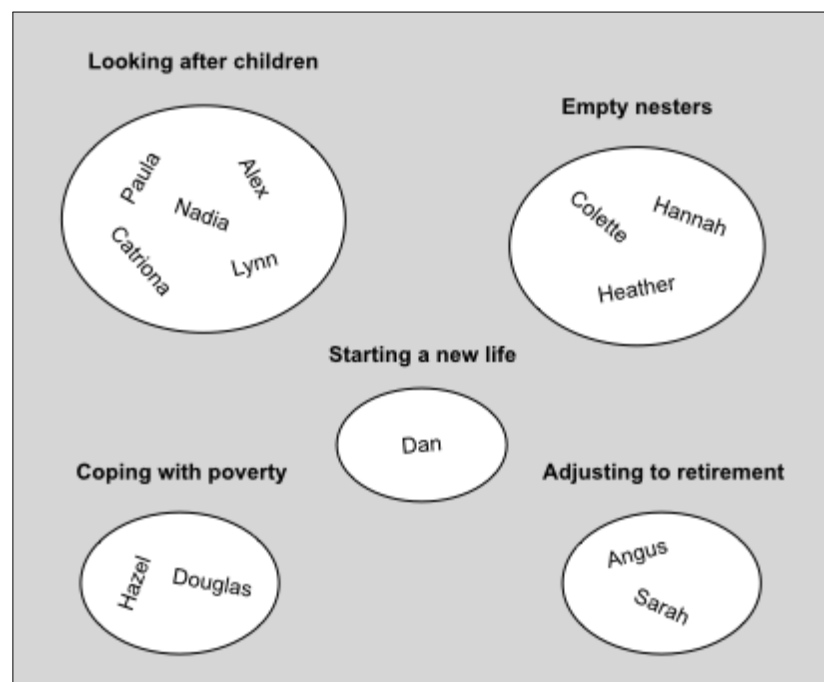 Looking after children
Paula
Alex
Nadia
Catriona
Lynn
Empty nesters
Colette
Hannah
Heather
Starting a new life
Dan
Coping with poverty
Hazel
Douglas
Adjusting to retirement
Angus
Sarah